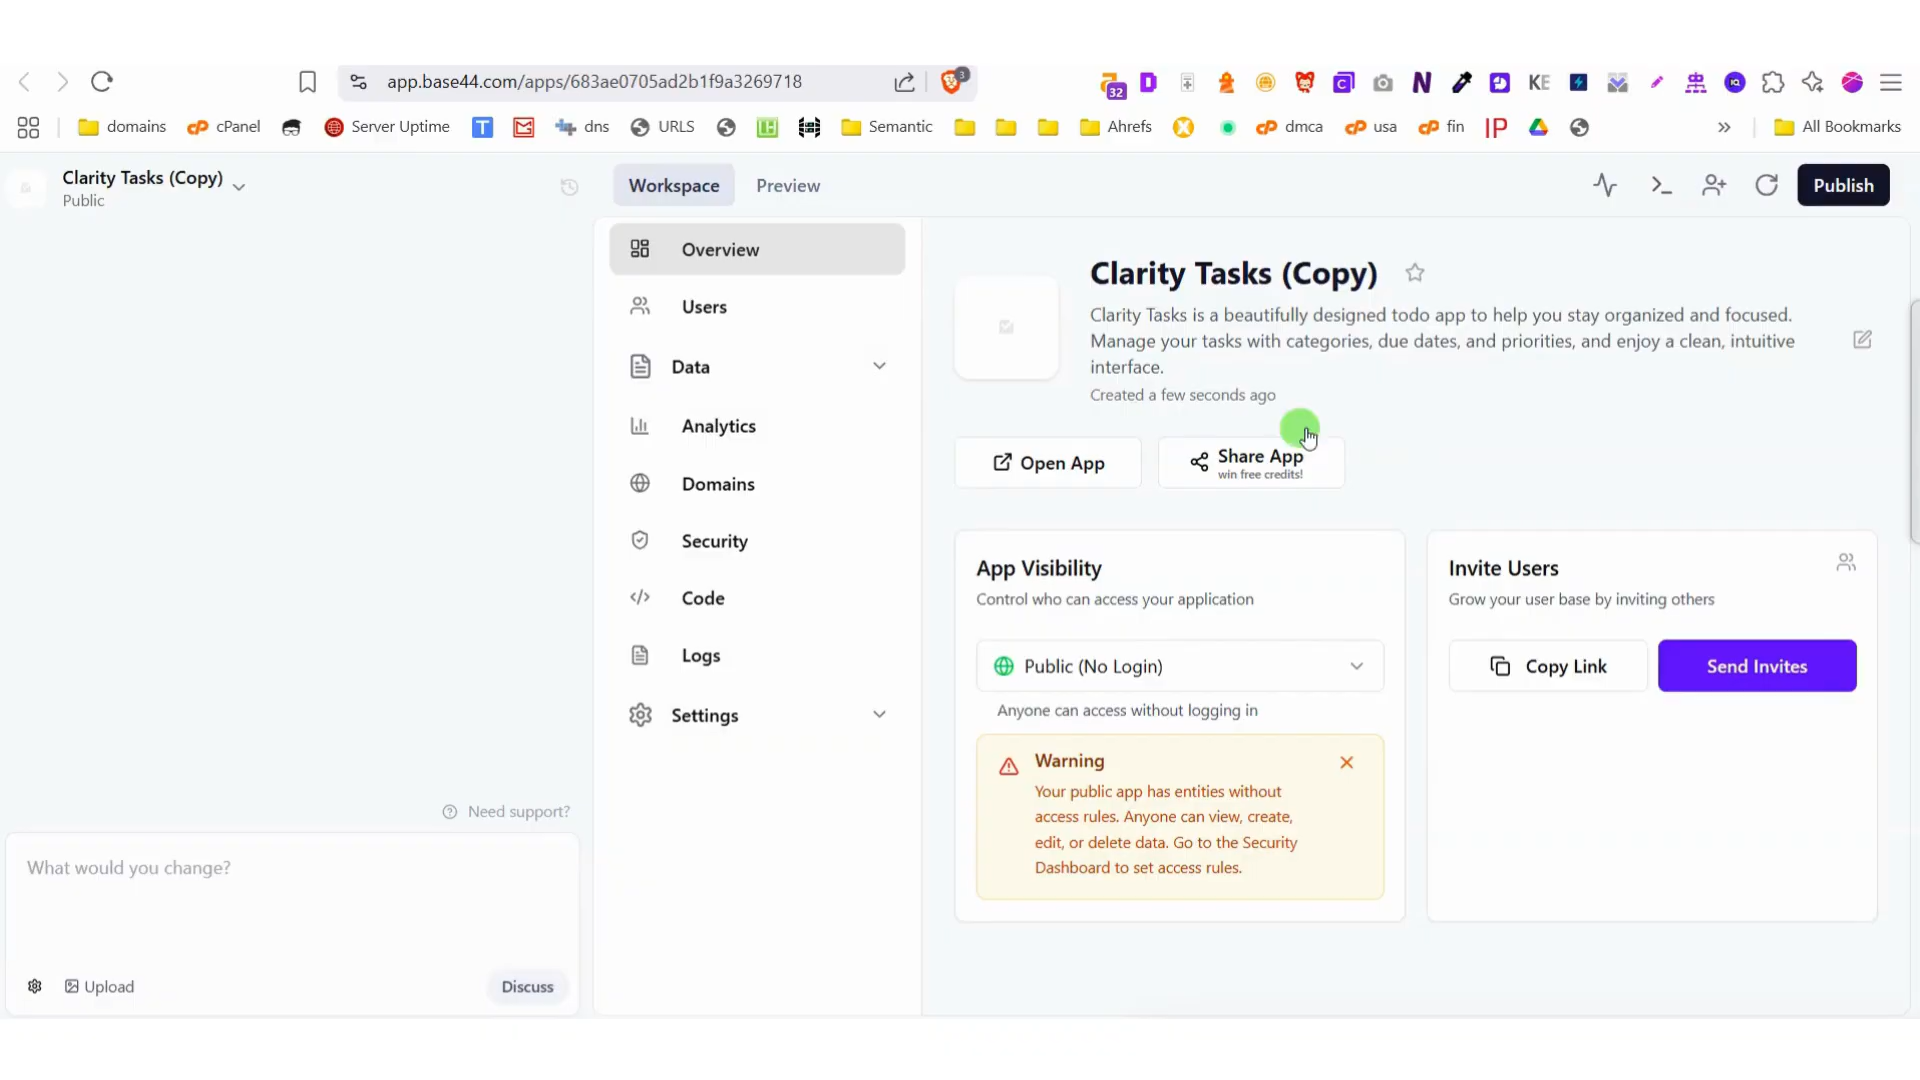 app.base44.com/apps/683ae0705ad2b1f9a3269718
3
32
D
N
KE
domains
cPanel
Server Uptime
T
dns
URLS
Semantic
Ahrefs
dmca
usa
fin
All Bookmarks
Clarity Tasks (Copy)
Public
Workspace
Preview
Publish
Overview
Users
Data
Analytics
Domains
Security
Code
Logs
Settings
Clarity Tasks (Copy)
Clarity Tasks is a beautifully designed todo app to help you stay organized and focused.
Manage your tasks with categories, due dates, and priorities, and enjoy a clean, intuitive
interface.
Created a few seconds ago
Open App
Share App
win free credits!
App Visibility
Control who can access your application
Public (No Login)
Anyone can access without logging in
Warning
Your public app has entities without
access rules. Anyone can view, create,
edit, or delete data. Go to the Security
Dashboard to set access rules.
Invite Users
Grow your user base by inviting others
Copy Link
Send Invites
Need support?
What would you change?
Upload
Discuss